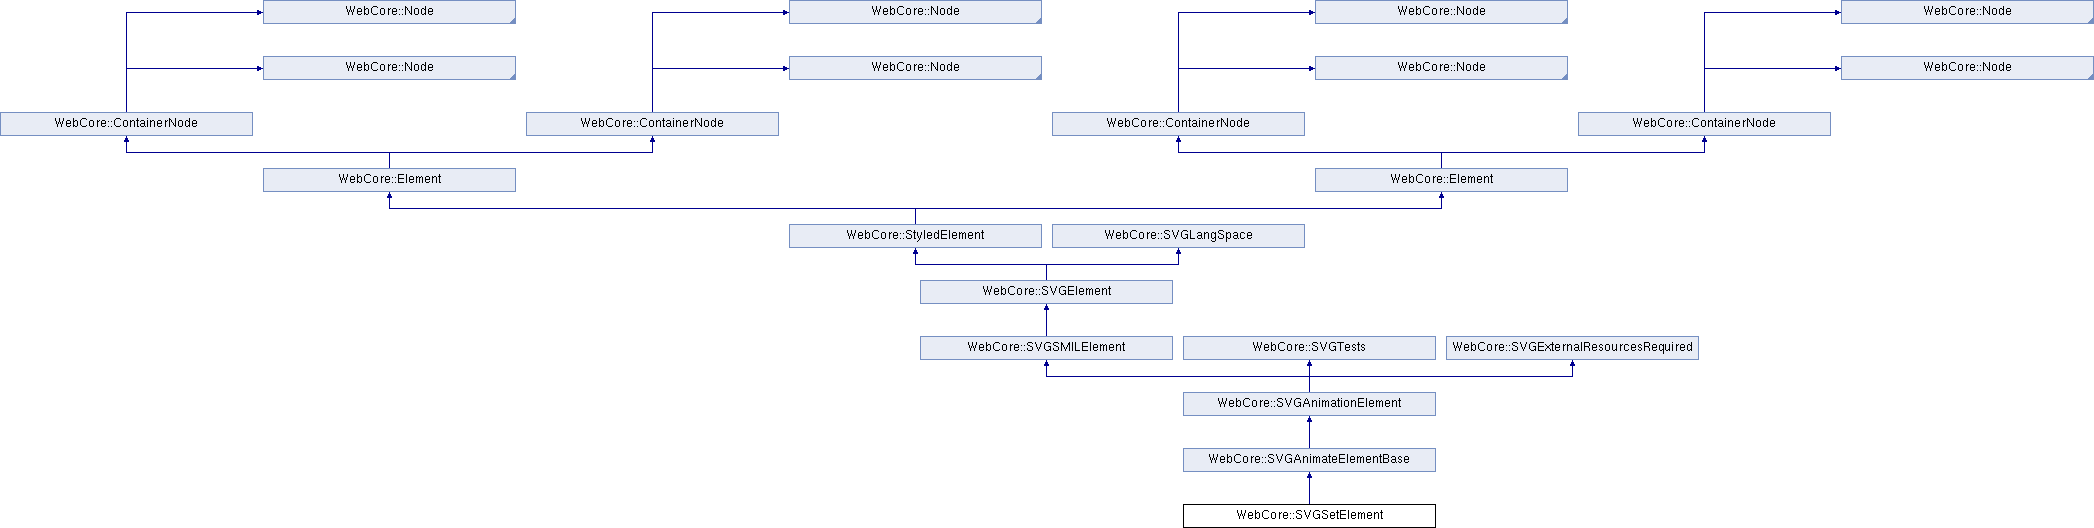 WebCore::Node
WebCore::Node
WebCore::Node
WebCore::Node
WebCore::Node
WebCore::Node
WebCore::Node
WebCore::Node
WebCore::ContainerNode
WebCore::ContainerNode
WebCore::ContainerNode
WebCore::ContainerNode
WebCore::Element
WebCore::Element
WebCore::StyledElement
WebCore::SVGLangSpace
WebCore::SVGElement
WebCore::SVGSMILElement
WebCore::SVGTests
WebCore::SVGExternalResourcesRequired
WebCore::SVGAnimationElement
WebCore::SVGAnimateElementBase
WebCore::SVGSetElement